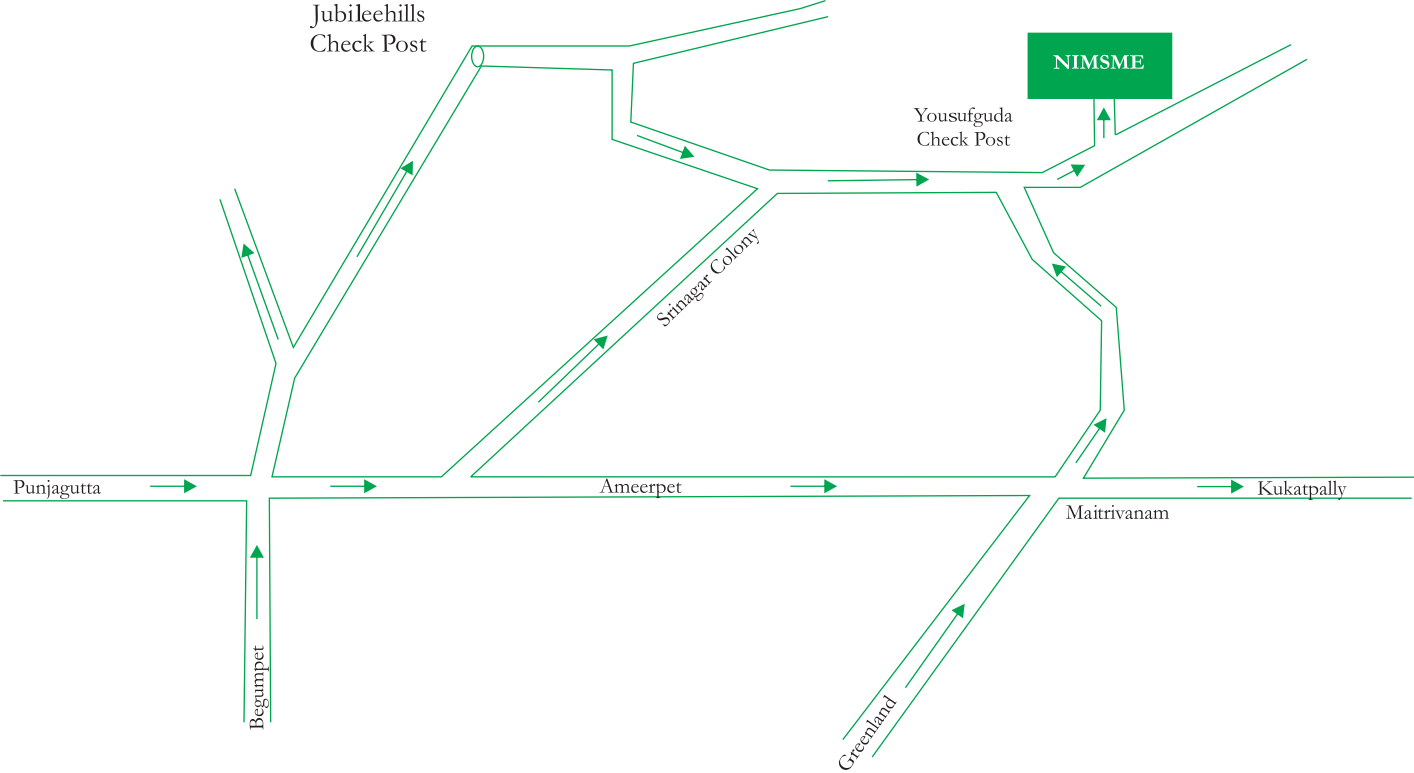 Jubileehills
Check Post
NIMSME
Yousufguda
Check Post
Srinagar Colony
Punjagutta
Ameerpet
Kukatpally
Maitrivanam
Begumpet
Greenland